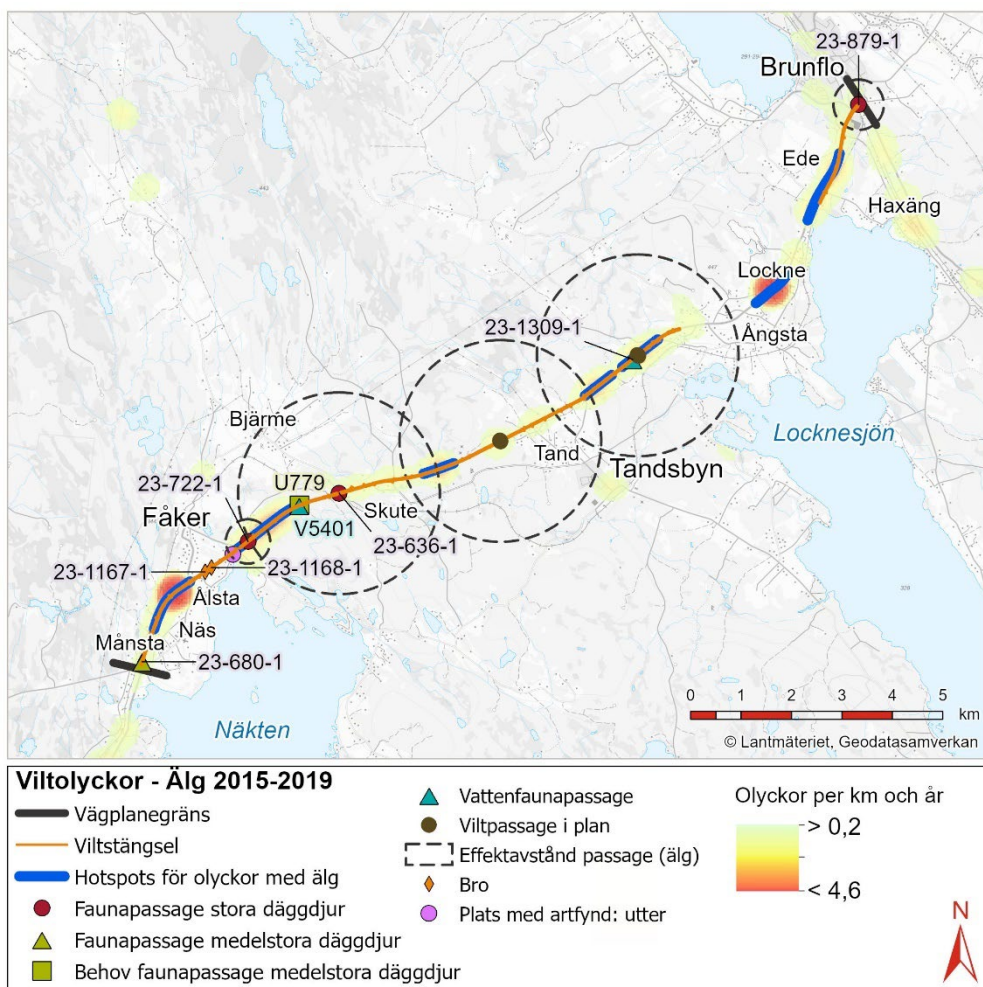 23-879-1
Brunflo
Ede
Haxäng
Lockne
23-1309-1
Ångsta
Bjärme
Locknesjön
Tand
Tandsbyn
U779
23-722-1
Skute
Fåker
V5401
23-636-1
23-1167-1
23-1168-1
Älsta
Näs
Månsta
23-680-1
Näkten
0 1 2 3 4 5
km
© Lantmäteriet, Geodatasamverkan
Viltolyckor - Älg 2015-2019
Vägplanegräns
Viltstängsel
Hotspots för olyckor med älg
Faunapassage stora däggdjur
Faunapassage medelstora däggdjur
Behov faunapassage medelstora däggdjur
Vattenfaunapassage
Viltpassage i plan
Effektavstånd passage (älg)
Bro
Plats med artfynd: utter
Olyckor per km och år
> 0,2
< 4,6
N